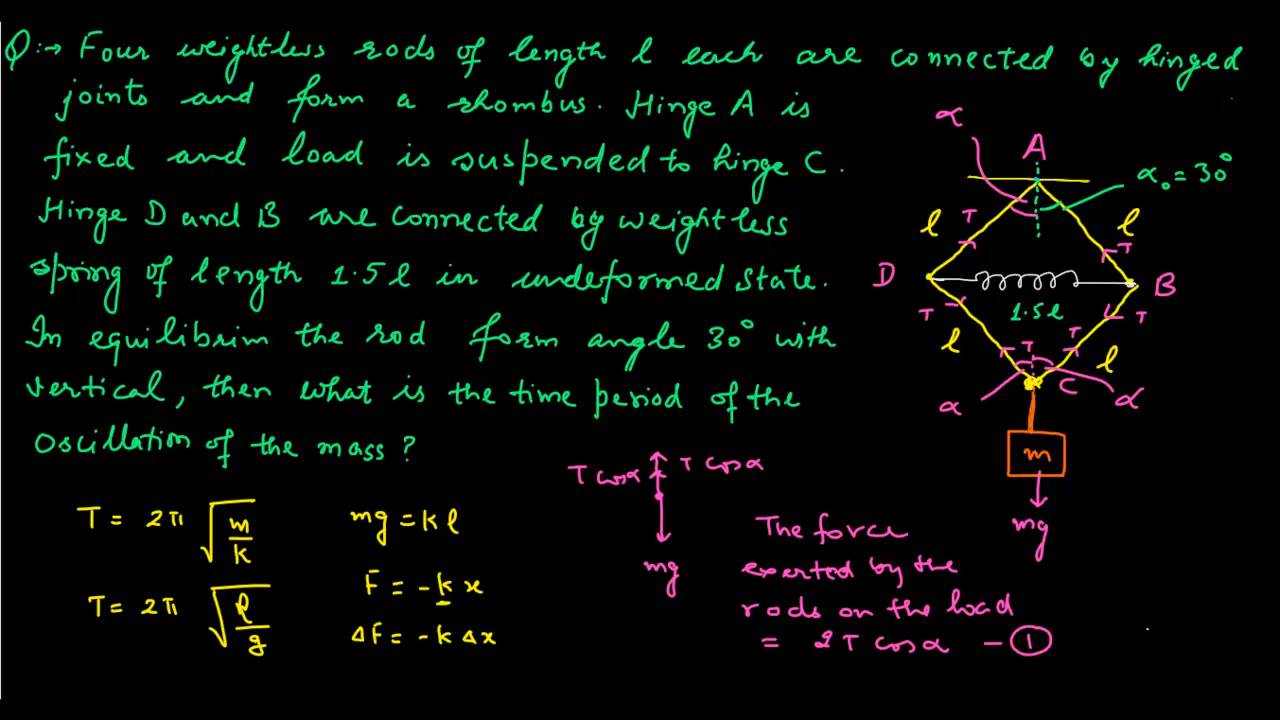 Q:→ Four weightless rods of length l each are connected by hinged
joints and form a rhombus. Hinge A is
fixed and load is suspended to hinge C.
Hinge D and B are connected by weightless
spring of length 1.5l in undeformed state.
In equilibrim the rod form angle 30° with
vertical, then what is the time period of the
oscillation of the mass?
T = 2π √(m/k)
mg = kl
T = 2π √(l/g)
F = -kx
ΔF = -kΔx
T cosα
T cosα
mg
The force
exerted by the
rods on the load
= 2T cosα - ①
α
A
α₀ = 30°
l
T
T
l
D
B
1.5l
T
T
l
T
T
l
α
C
α
m
mg